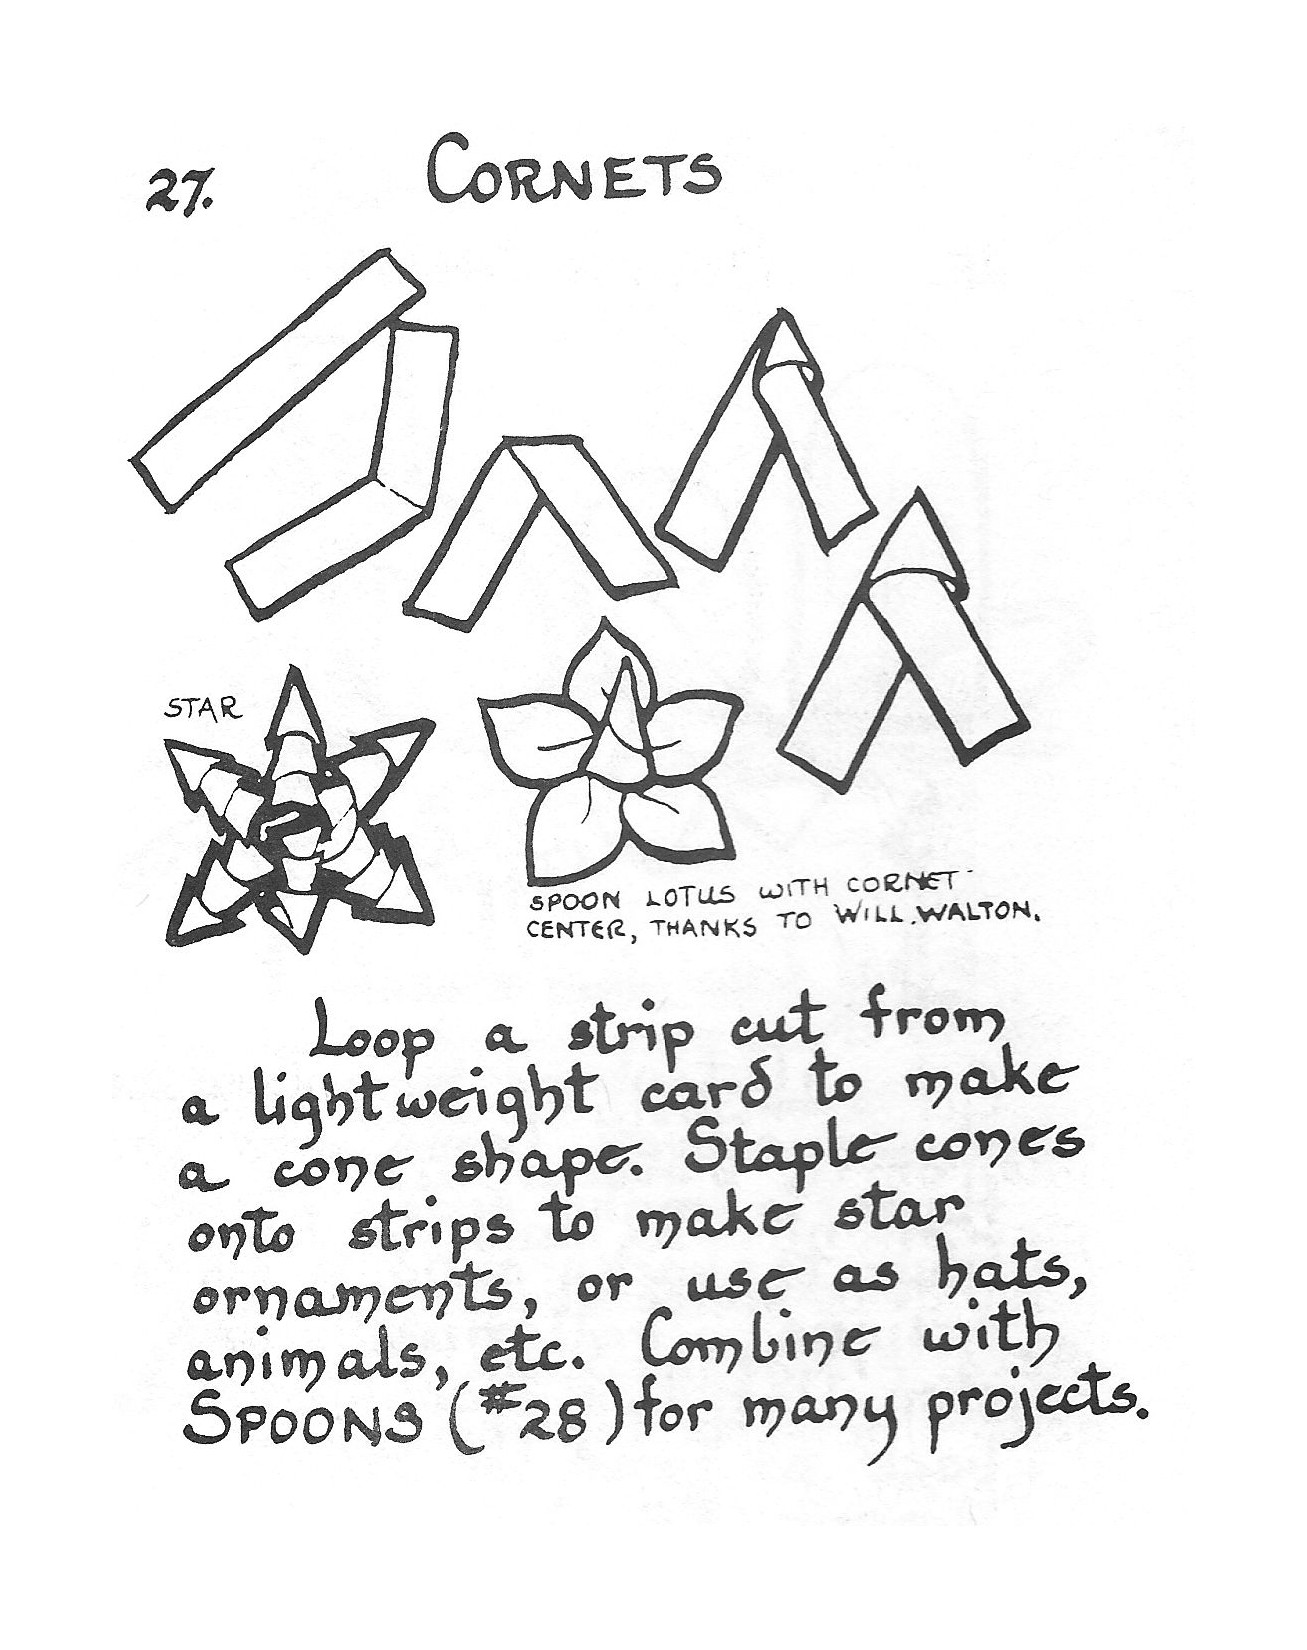 27. CORNETS
STAR
SPOON LOTUS WITH CORNET
CENTER, THANKS TO WILL WALTON.
Loop a strip cut from
a lightweight card to make
a cone shape. Staple cones
onto strips to make star
ornaments, or use as hats,
animals, etc. Combine with
SPOONS (#28) for many projects.